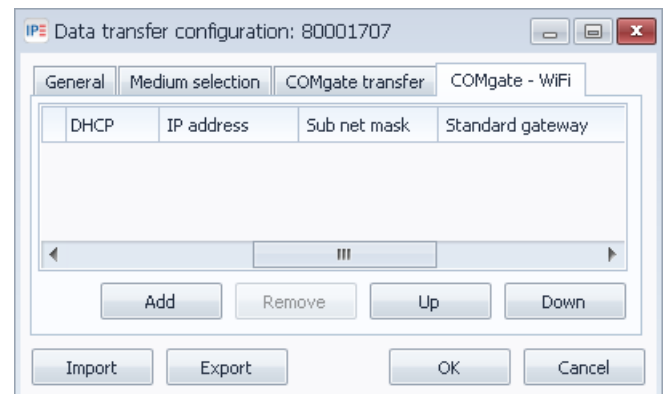 IPE Data transfer configuration: 80001707
General Medium selection COMgate transfer COMgate - WiFi
DHCP IP address Sub net mask Standard gateway
Add Remove Up Down
Import Export OK Cancel